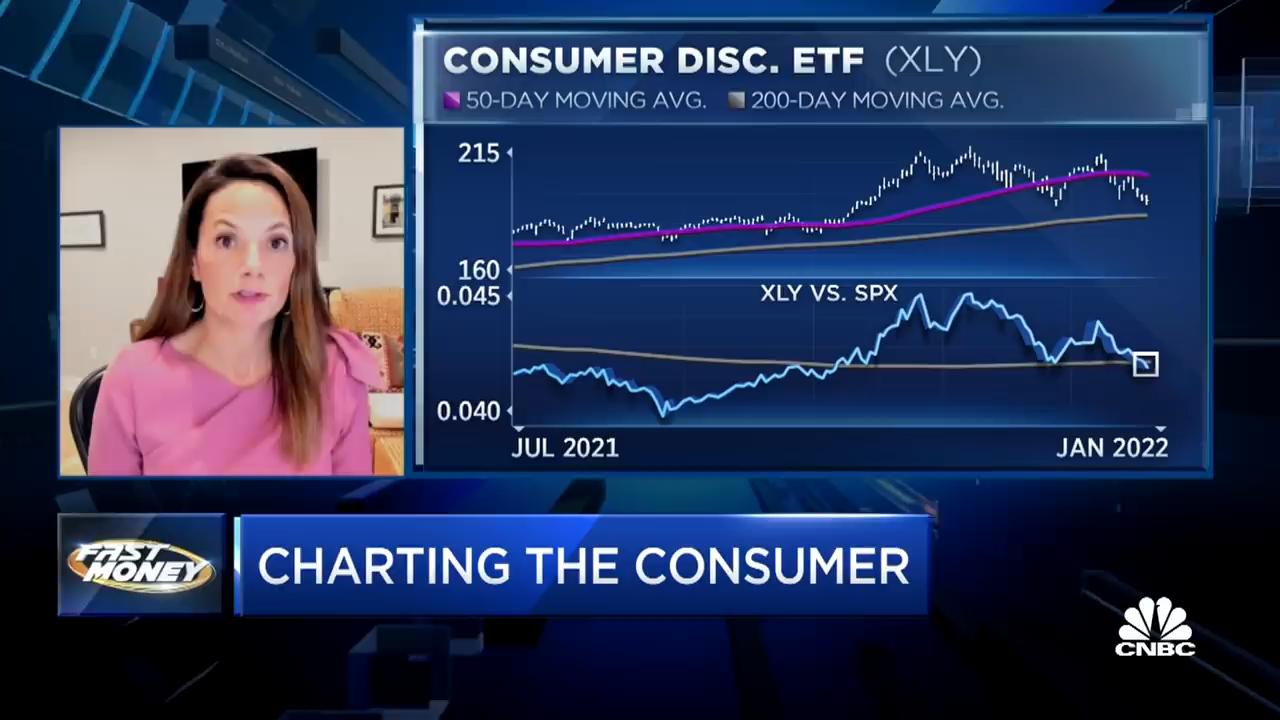 CONSUMER DISC. ETF (XLY)
50-DAY MOVING AVG. 200-DAY MOVING AVG.
215
160
0.045
XLY VS. SPX
0.040
JUL 2021 JAN 2022
FAST MONEY
CHARTING THE CONSUMER
CNBC